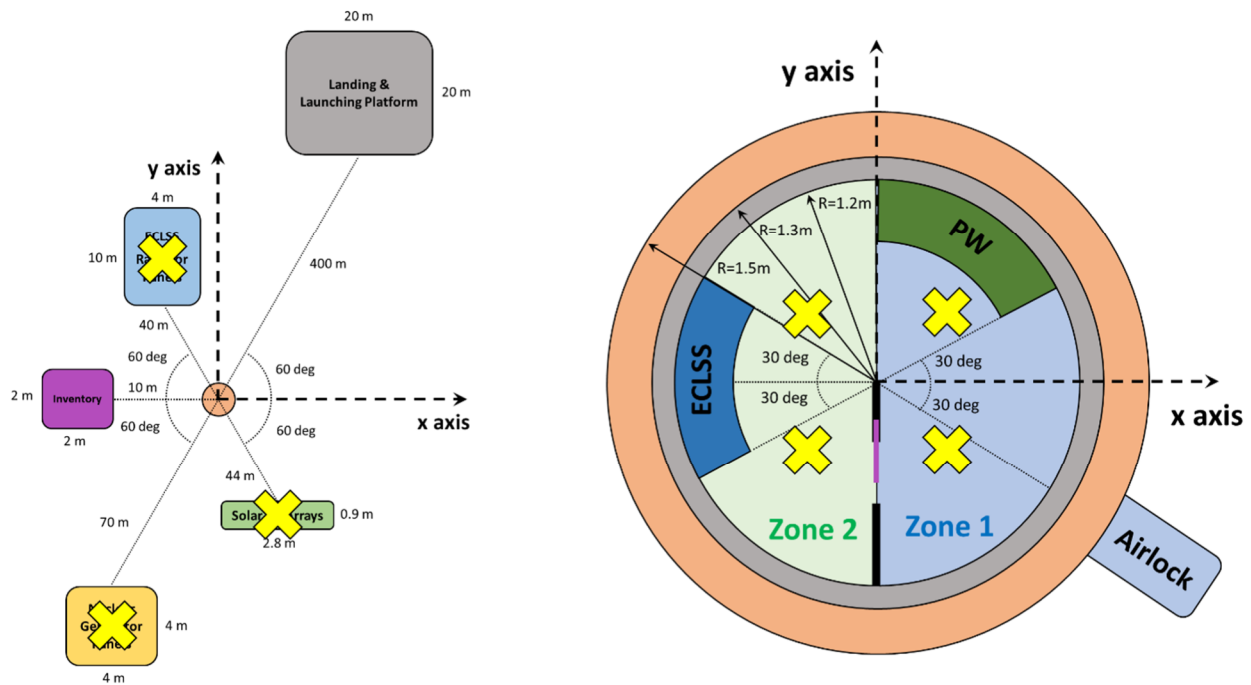 20 m
Landing &
Launching Platform
20 m
y axis
4 m
10 m
400 m
40 m
60 deg
60 deg
2 m
Inventory
10 m
x axis
2 m
60 deg
60 deg
44 m
70 m
0.9 m
2.8 m
4 m
4 m
y axis
PW
R=1.2m
R=1.3m
R=1.5m
ECLSS
30 deg
30 deg
30 deg
30 deg
x axis
Zone 2
Zone 1
Airlock